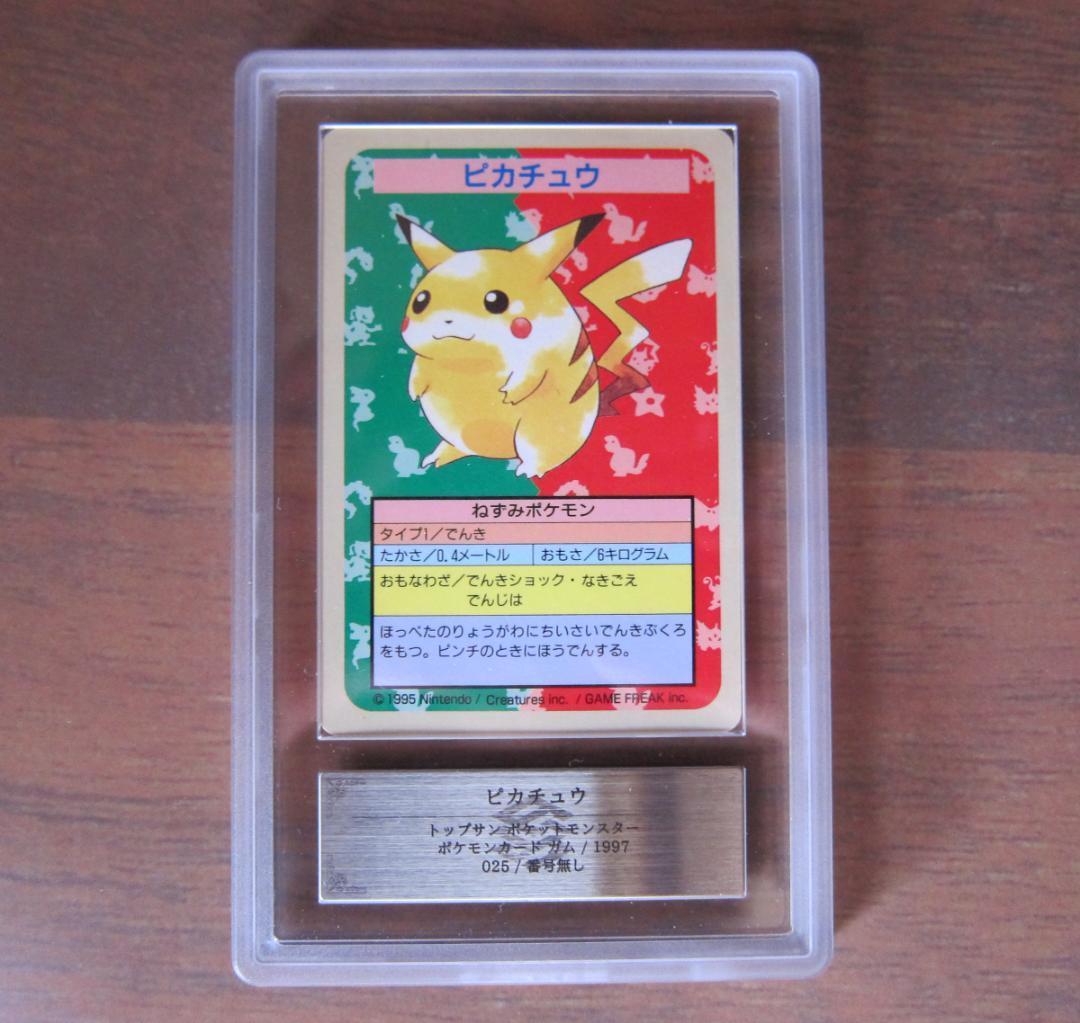 ピカチュウ
ねずみポケモン
タイプ1／でんき
たかさ／0.4メートル おもさ／6キログラム
おもなわざ／でんきショック・なきごえ
でんじは
ほっぺたのりょうがわにちいさいでんきぶくろ
をもつ。ピンチのときにほうでんする。
© 1995 Nintendo / Creatures inc. / GAME FREAK inc.
ピカチュウ
トップサン ポケットモンスター
ポケモンカード ガム / 1997
025 / 番号無し